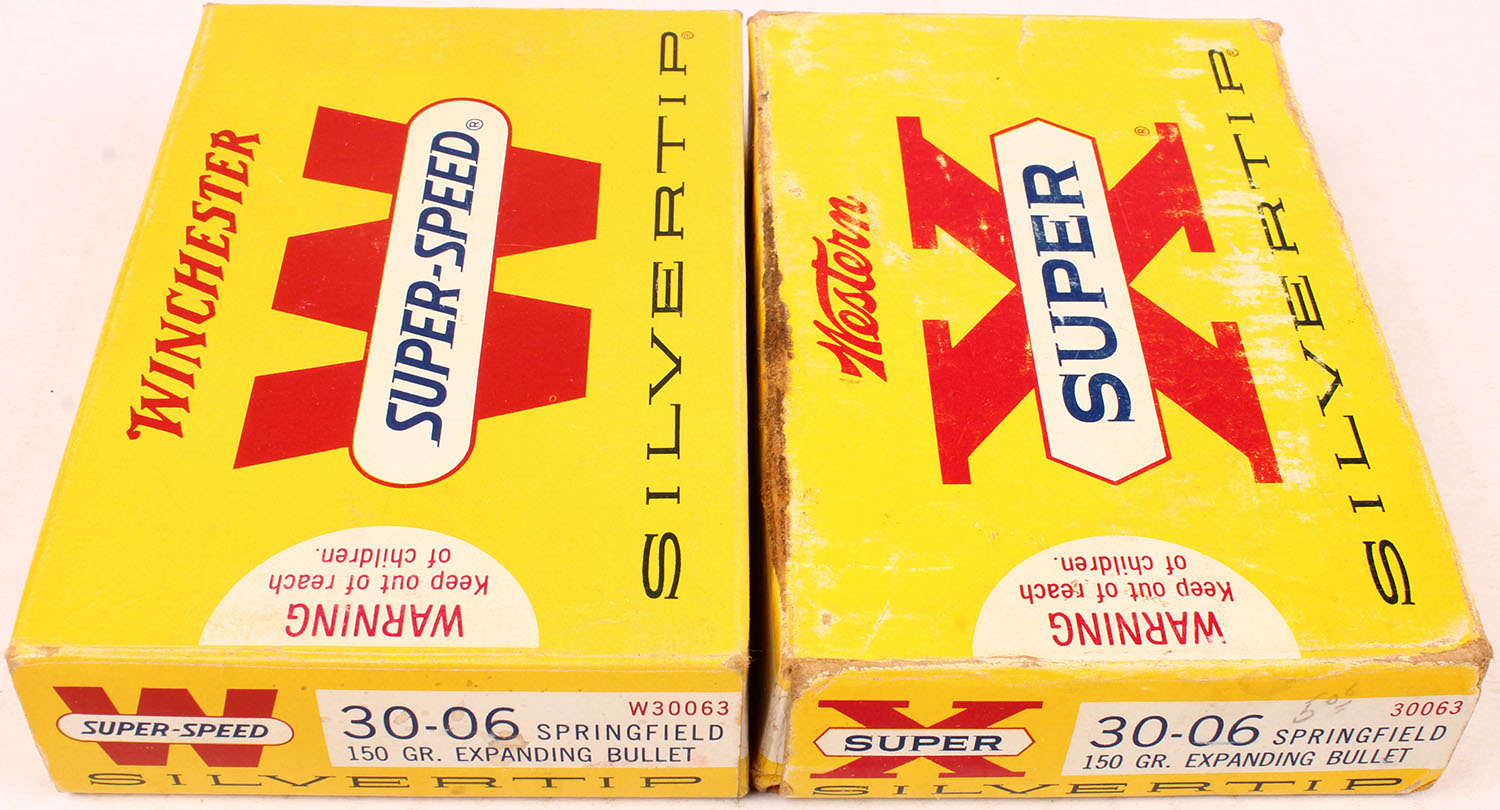 WINCHESTER
SUPER-SPEED®
SILVERTIP®
WARNING
Keep out of reach
of children.
W
SUPER-SPEED
W30063
30-06 SPRINGFIELD
150 GR. EXPANDING BULLET
SILVERTIP
Western
X®
SUPER
SILVERTIP®
WARNING
Keep out of reach
of children.
X
SUPER
30063
30-06 SPRINGFIELD
150 GR. EXPANDING BULLET
SILVERTIP